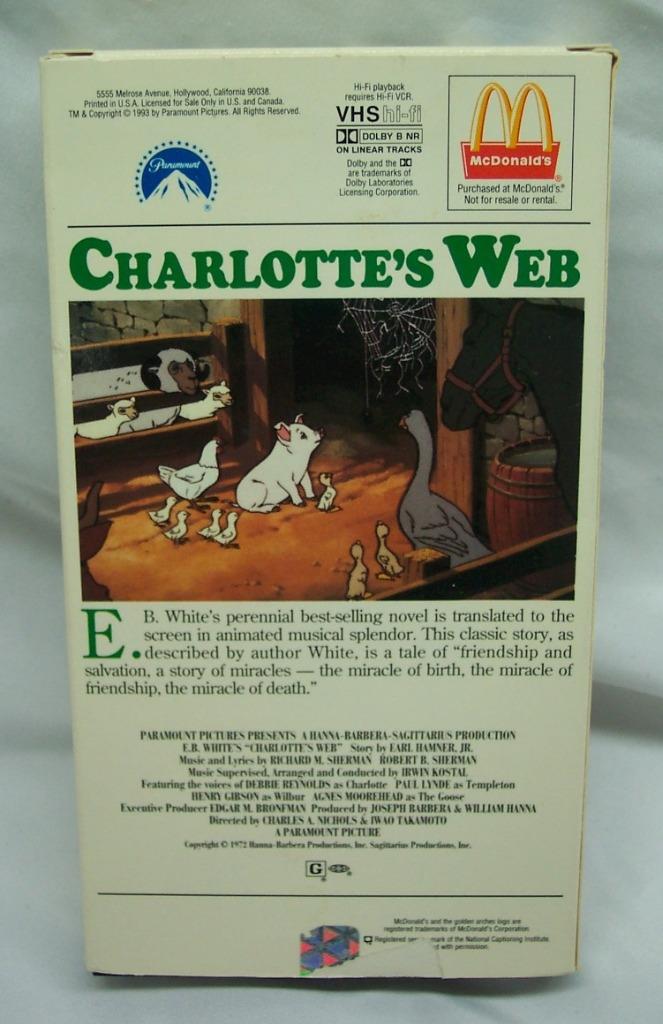 5555 Melrose Avenue, Hollywood, California 90038.
Printed in U.S.A. Licensed for Sale Only in U.S. and Canada.
TM & Copyright © 1993 by Paramount Pictures. All Rights Reserved.
Paramount
®
Hi-Fi playback
requires Hi-Fi VCR.
VHS hi-fi
DOLBY B NR
ON LINEAR TRACKS
Dolby and the
are trademarks of
Dolby Laboratories
Licensing Corporation.
McDonald's
®
Purchased at McDonald's.®
Not for resale or rental.
CHARLOTTE'S WEB
E.B. White's perennial best-selling novel is translated to the
screen in animated musical splendor. This classic story, as
described by author White, is a tale of "friendship and
salvation, a story of miracles — the miracle of birth, the miracle of
friendship, the miracle of death."
PARAMOUNT PICTURES PRESENTS A HANNA-BARBERA-SAGITTARIUS PRODUCTION
E.B. WHITE'S "CHARLOTTE'S WEB" Story by EARL HAMNER, JR.
Music and Lyrics by RICHARD M. SHERMAN ROBERT B. SHERMAN
Music Supervised, Arranged and Conducted by IRWIN KOSTAL
Featuring the voices of DEBBIE REYNOLDS as Charlotte PAUL LYNDE as Templeton
HENRY GIBSON as Wilbur AGNES MOOREHEAD as The Goose
Executive Producer EDGAR M. BRONFMAN Produced by JOSEPH BARBERA & WILLIAM HANNA
Directed by CHARLES A. NICHOLS & IWAO TAKAMOTO
A PARAMOUNT PICTURE
Copyright © 1972 Hanna-Barbera Productions, Inc. Sagittarius Productions, Inc.
G
McDonald's and the golden arches logo are
registered trademarks of McDonald's Corporation.
Registered mark of the National Captioning Institute.
with permission.